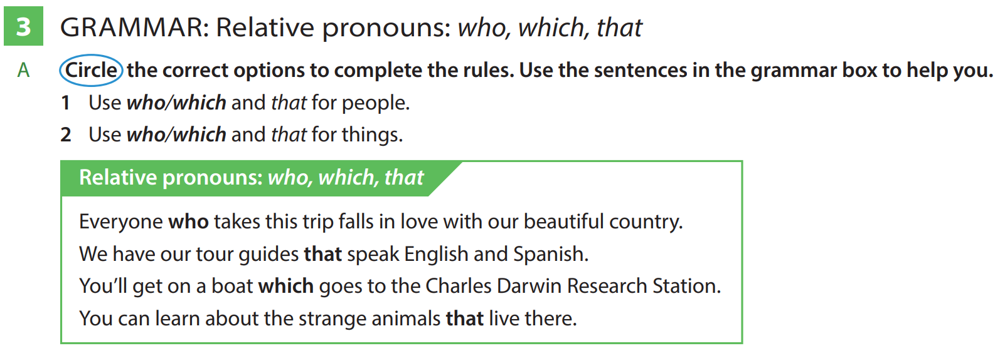 3 GRAMMAR: Relative pronouns: who, which, that
A Circle the correct options to complete the rules. Use the sentences in the grammar box to help you.
1 Use who/which and that for people.
2 Use who/which and that for things.
Relative pronouns: who, which, that
Everyone who takes this trip falls in love with our beautiful country.
We have our tour guides that speak English and Spanish.
You’ll get on a boat which goes to the Charles Darwin Research Station.
You can learn about the strange animals that live there.